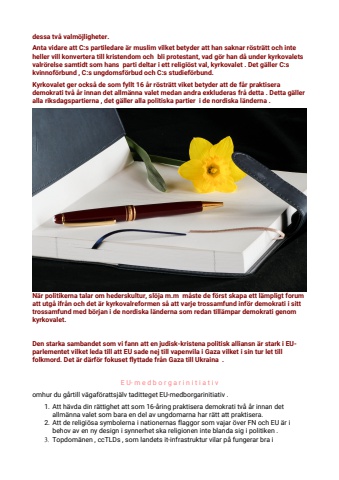 dessa två valmöjligheter.
Anta vidare att C:s partiledare är muslim vilket betyder att han saknar rösträtt och inte
heller vill konvertera till kristendom och bli protestant, vad gör han då under kyrkovalets
valrörelse samtidt som hans parti deltar i ett religiöst val, kyrkovalet . Det gäller C:s
kvinnoförbund , C:s ungdomsförbud och C:s studieförbund.
Kyrkovalet ger också de som fyllt 16 år rösträtt vilket betyder att de får praktisera
demokrati två år innan det allmänna valet medan andra exkluderas frå detta . Detta gäller
alla riksdagspartierna , det gäller alla politiska partier i de nordiska länderna .
När politikerna talar om hederskultur, slöja m.m måste de först skapa ett lämpligt forum
att utgå ifrån och det är kyrkovalreformen så att varje trossamfund inför demokrati i sitt
trossamfund med början i de nordiska länderna som redan tillämpar demokrati genom
kyrkovalet.
Den starka sambandet som vi fann att en judisk-kristena politisk alliansn är stark i EU-
parlementet vilket leda till att EU sade nej till vapenvila i Gaza vilket i sin tur let till
folkmord. Det är därför fokuset flyttade från Gaza till Ukraina .
EU-medborgarinitiativ
omhur du gårtill vägaförattsjälv taditteget EU-medborgarinitiativ .
1. Att hävda din rättighet att som 16-åring praktisera demokrati två år innan det
allmänna valet som bara en del av ungdomarna har rätt att praktisera.
2. Att de religiösa symbolerna i nationernas flaggor som vajar över FN och EU är i
behov av en ny design i synnerhet ska religionen inte blanda sig i politiken .
3. Topdomänen , ccTLDs , som landets it-infrastruktur vilar på fungerar bra i